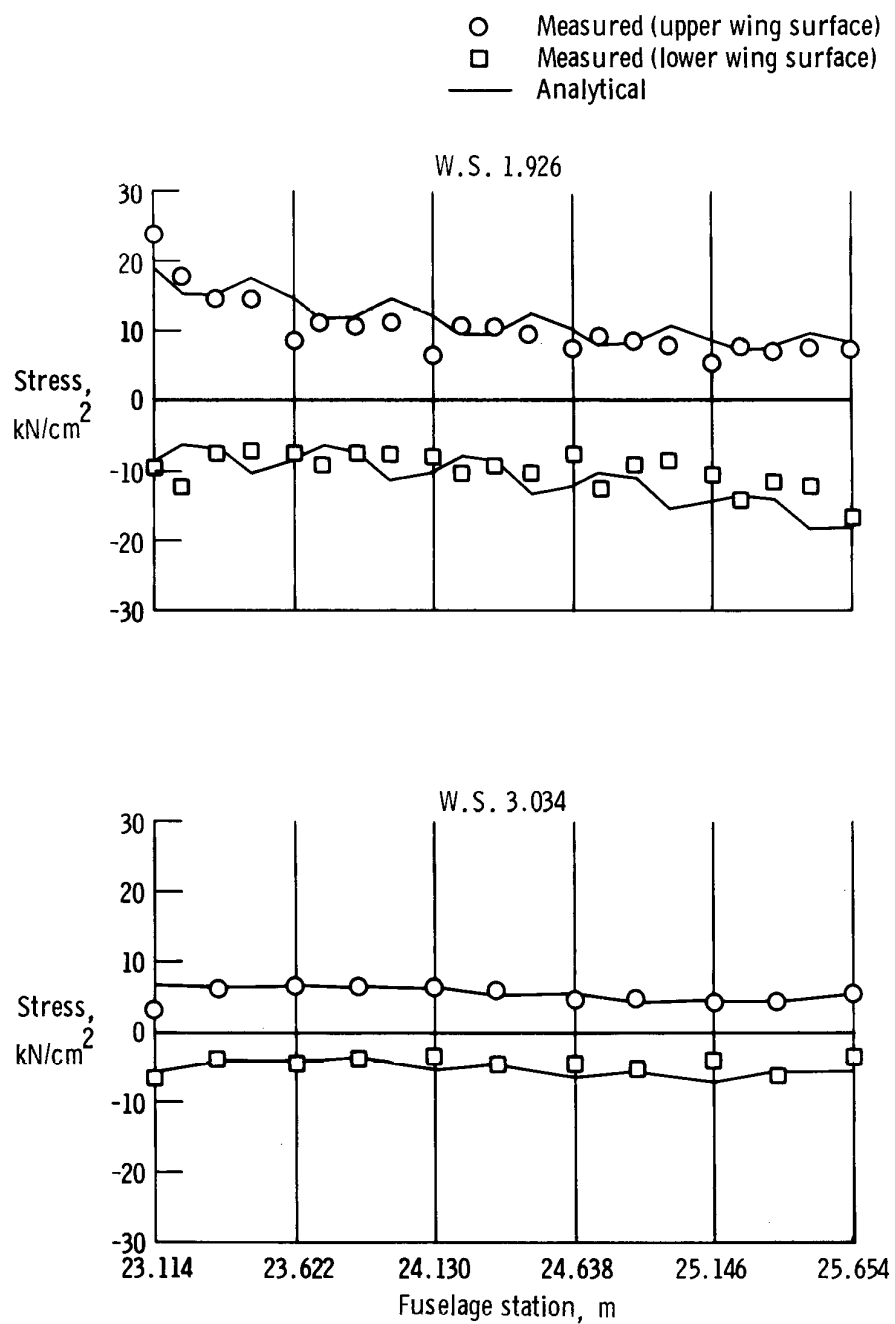 Measured (upper wing surface)
Measured (lower wing surface)
Analytical
W.S. 1.926
30
20
10
0
-10
-20
-30
Stress,
kN/cm²
W.S. 3.034
30
20
10
0
-10
-20
-30
Stress,
kN/cm²
23.114 23.622 24.130 24.638 25.146 25.654
Fuselage station, m